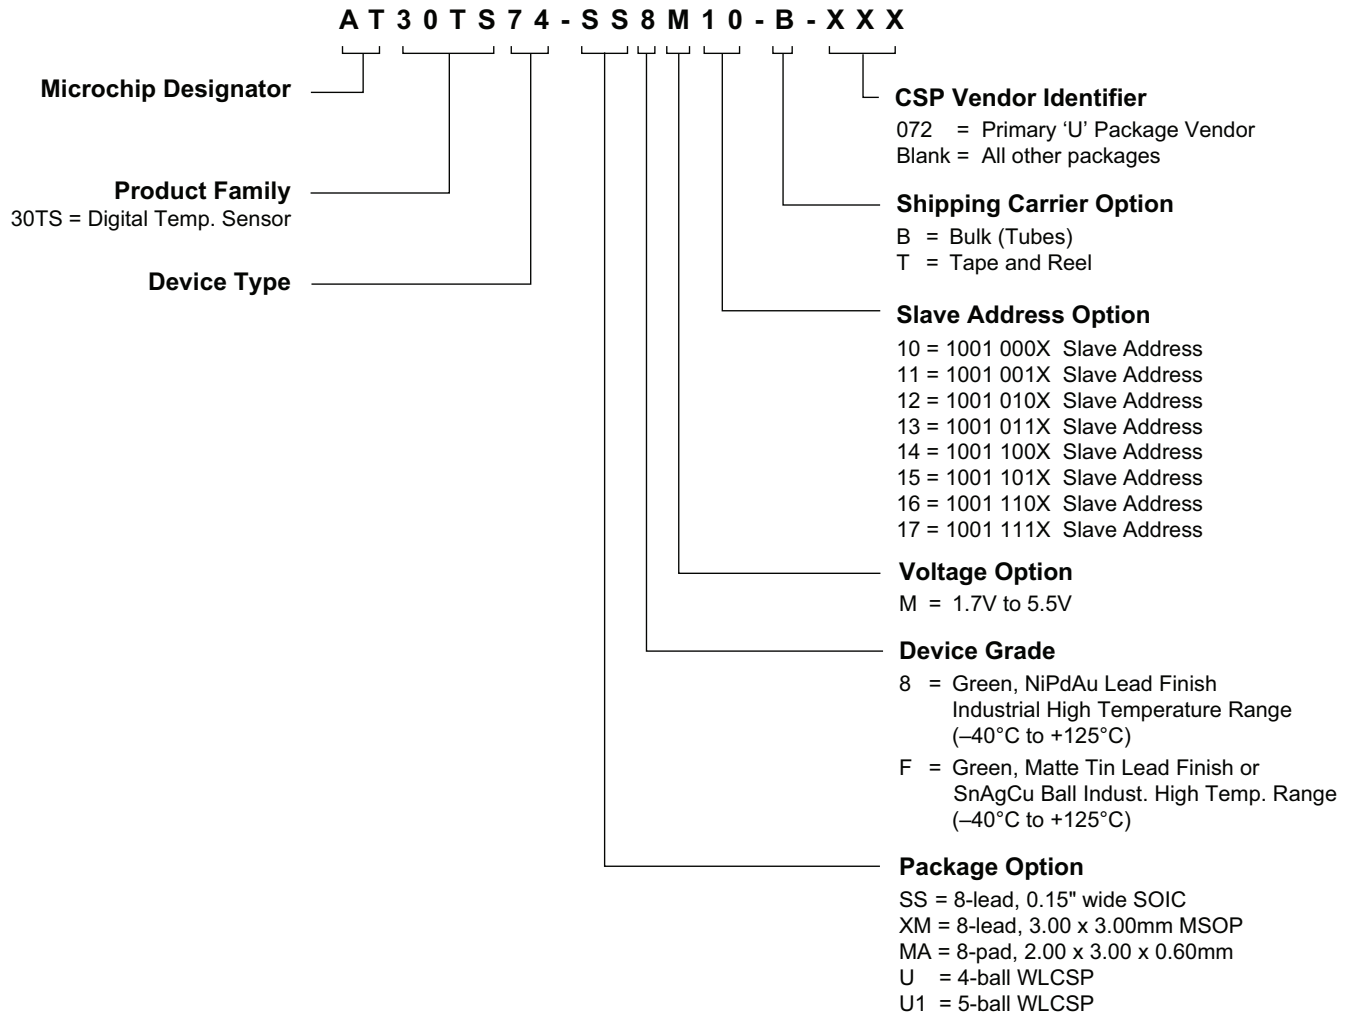 AT30TS74-SS8M10-B-XXX
Microchip Designator
Product Family
30TS = Digital Temp. Sensor
Device Type
CSP Vendor Identifier
072 = Primary ‘U’ Package Vendor
Blank = All other packages
Shipping Carrier Option
B = Bulk (Tubes)
T = Tape and Reel
Slave Address Option
10 = 1001 000X Slave Address
11 = 1001 001X Slave Address
12 = 1001 010X Slave Address
13 = 1001 011X Slave Address
14 = 1001 100X Slave Address
15 = 1001 101X Slave Address
16 = 1001 110X Slave Address
17 = 1001 111X Slave Address
Voltage Option
M = 1.7V to 5.5V
Device Grade
8 = Green, NiPdAu Lead Finish
Industrial High Temperature Range
(–40°C to +125°C)
F = Green, Matte Tin Lead Finish or
SnAgCu Ball Indust. High Temp. Range
(–40°C to +125°C)
Package Option
SS = 8-lead, 0.15" wide SOIC
XM = 8-lead, 3.00 x 3.00mm MSOP
MA = 8-pad, 2.00 x 3.00 x 0.60mm
U = 4-ball WLCSP
U1 = 5-ball WLCSP